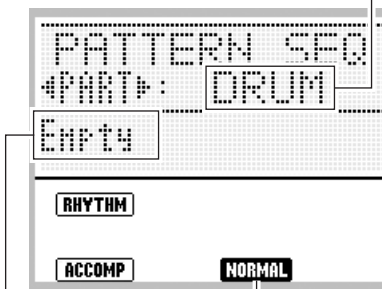 PATTERN SEQ
◂PART▸: DRUM
Empty
RHYTHM
ACCOMP NORMAL